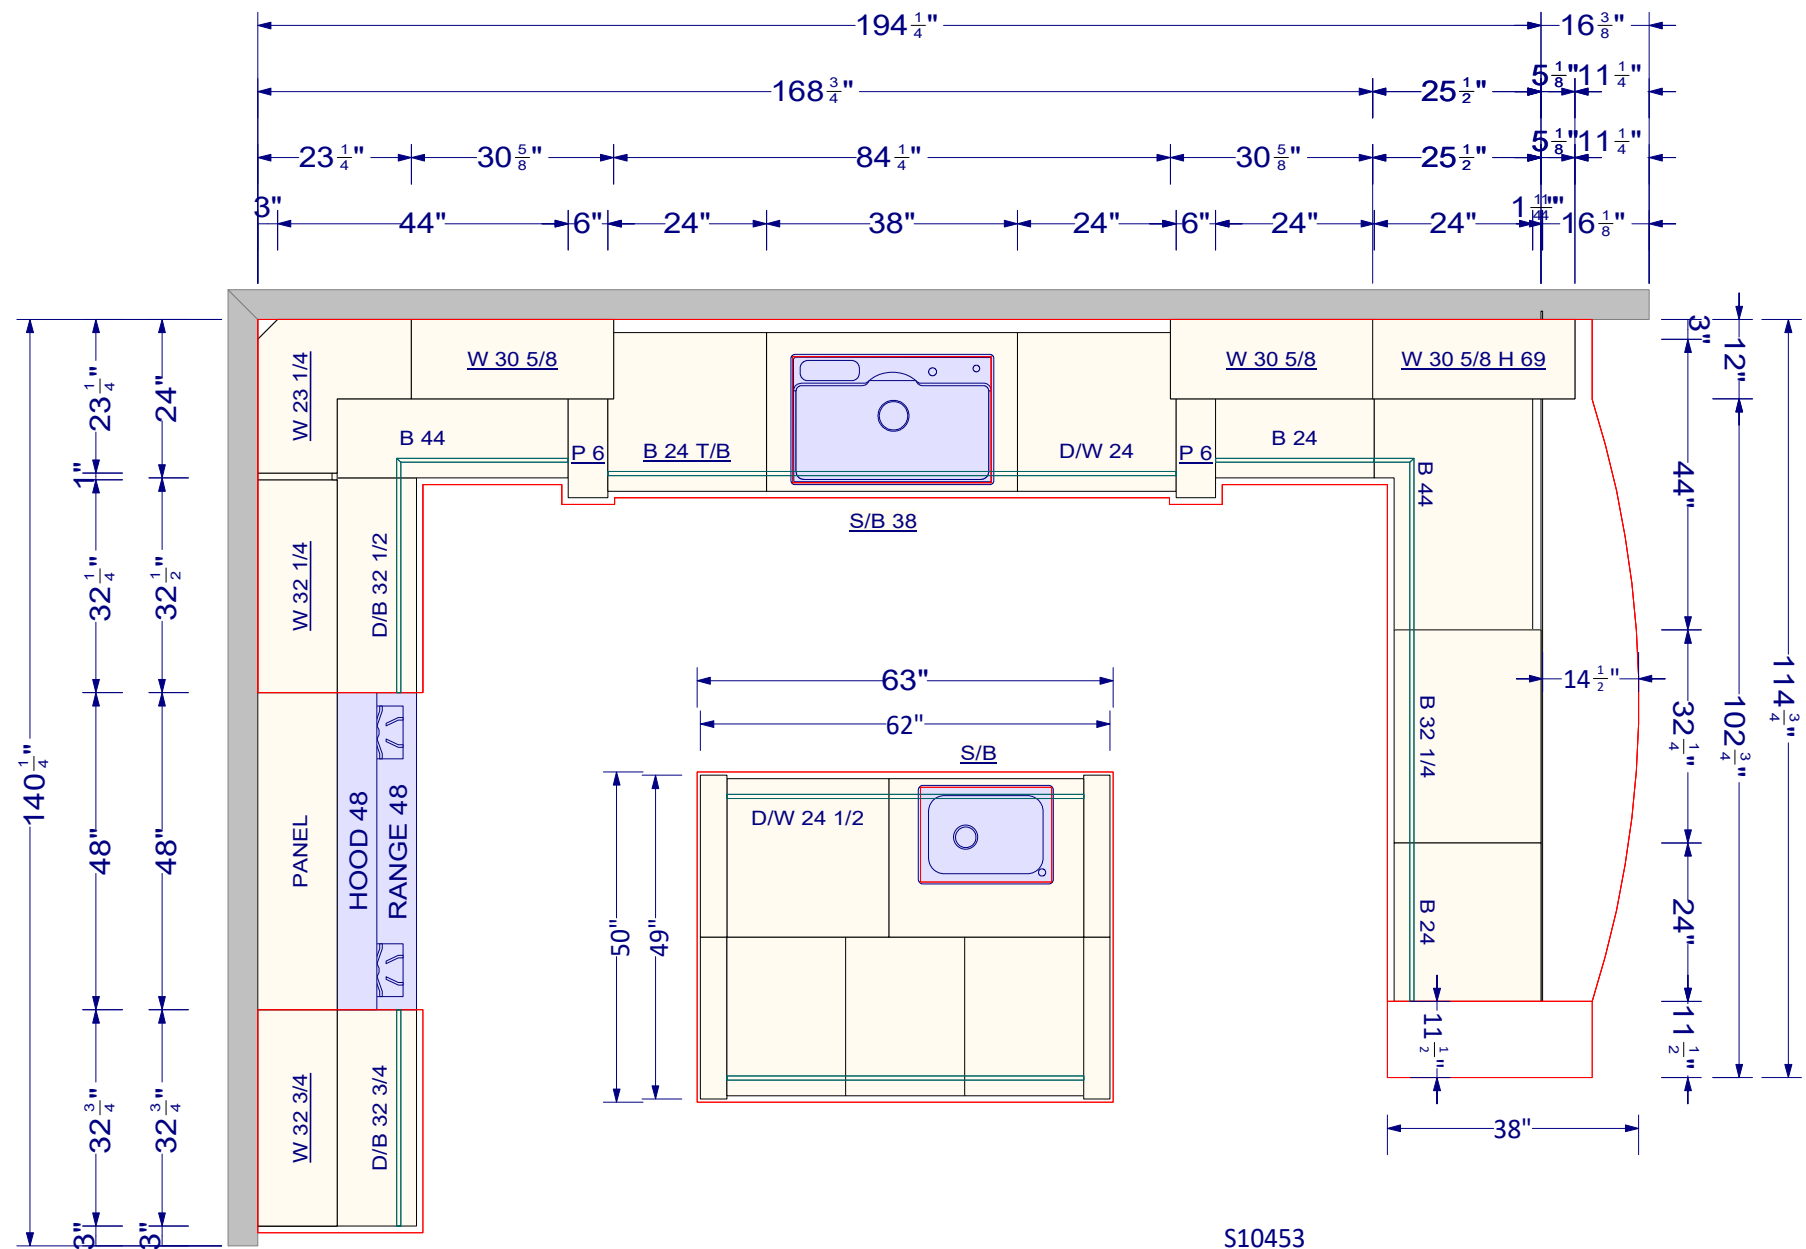 194 1/4" 16 3/8"
168 3/4" 25 1/2" 5 1/8" 11 1/4"
23 1/4" 30 5/8" 84 1/4" 30 5/8" 25 1/2" 5 1/8" 11 1/4"
3" 44" 6" 24" 38" 24" 6" 24" 24" 16 1/8"
W 23 1/4
W 30 5/8
W 30 5/8
W 30 5/8 H 69
B 44
P 6
B 24 T/B
D/W 24
P 6
B 24
B 44
S/B 38
W 32 1/4
D/B 32 1/2
PANEL
HOOD 48
RANGE 48
W 32 3/4
D/B 32 3/4
B 32 1/4
B 24
140 1/4"
23 1/4"
1"
32 1/4"
48"
32 3/4"
3"
24"
32 1/2"
48"
32 3/4"
3"
63"
62"
S/B
D/W 24 1/2
50"
49"
14 1/2"
11 1/2"
38"
3"
44"
32 1/4"
24"
11 1/2"
12"
102 3/4"
114 3/4"
S10453